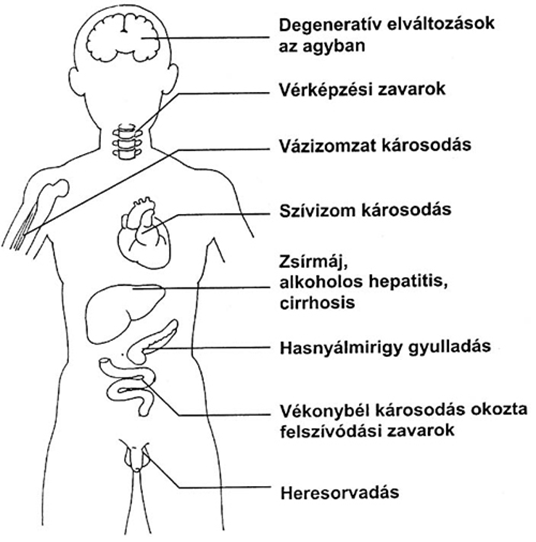 Degeneratív elváltozások
az agyban
Vérképzési zavarok
Vázizomzat károsodás
Szívizom károsodás
Zsírmáj,
alkoholos hepatitis,
cirrhosis
Hasnyálmirigy gyulladás
Vékonybél károsodás okozta
felszívódási zavarok
Heresorvadás